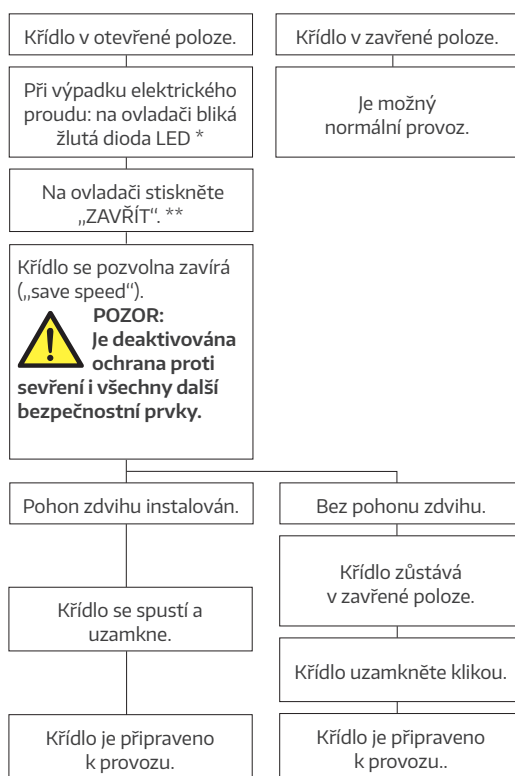 Křídlo v otevřené poloze.
Křídlo v zavřené poloze.
Při výpadku elektrického
proudu: na ovladači bliká
žlutá dioda LED *
Je možný
normální provoz.
Na ovladači stiskněte
„ZAVŘÍT“. **
Křídlo se pozvolna zavírá
(„save speed“).
POZOR:
Je deaktivována
ochrana proti
sevření i všechny další
bezpečnostní prvky.
Pohon zdvihu instalován.
Bez pohonu zdvihu.
Křídlo zůstává
v zavřené poloze.
Křídlo se spustí a
uzamkne.
Křídlo uzamkněte klikou.
Křídlo je připraveno
k provozu.
Křídlo je připraveno
k provozu..